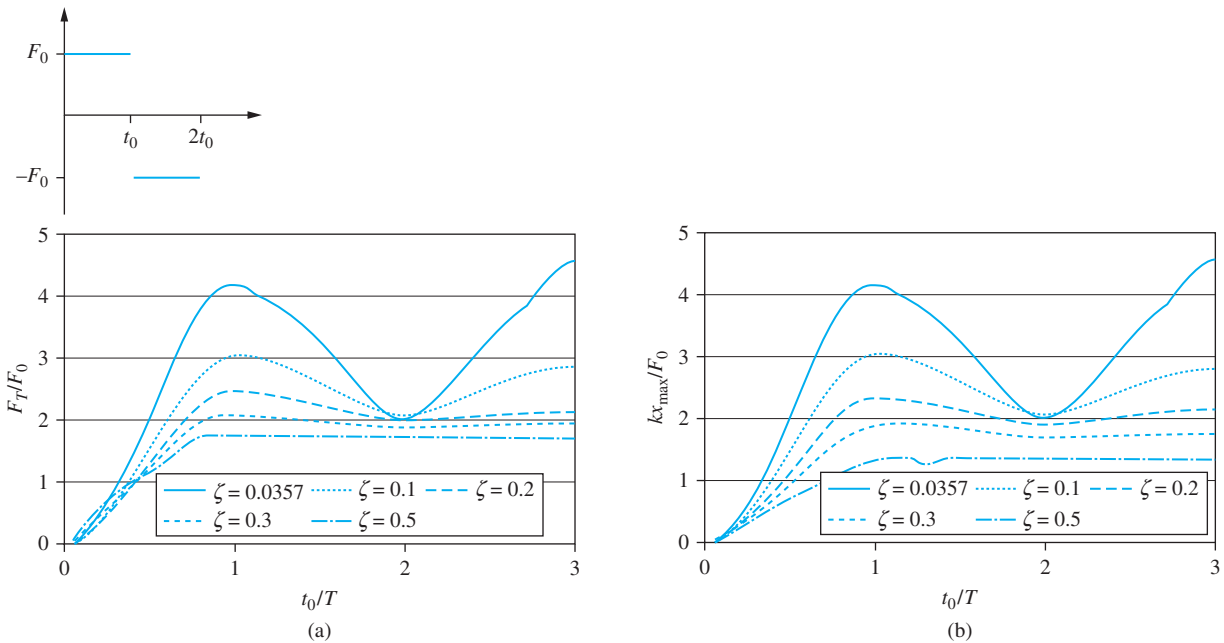 F₀
t₀ 2t₀
−F₀
5
4
3
2
1
0
F_T/F₀
ζ = 0.0357 ζ = 0.1 ζ = 0.2
ζ = 0.3 ζ = 0.5
0 1 2 3
t₀/T
(a)
5
4
3
2
1
0
kx_max/F₀
ζ = 0.0357 ζ = 0.1 ζ = 0.2
ζ = 0.3 ζ = 0.5
0 1 2 3
t₀/T
(b)